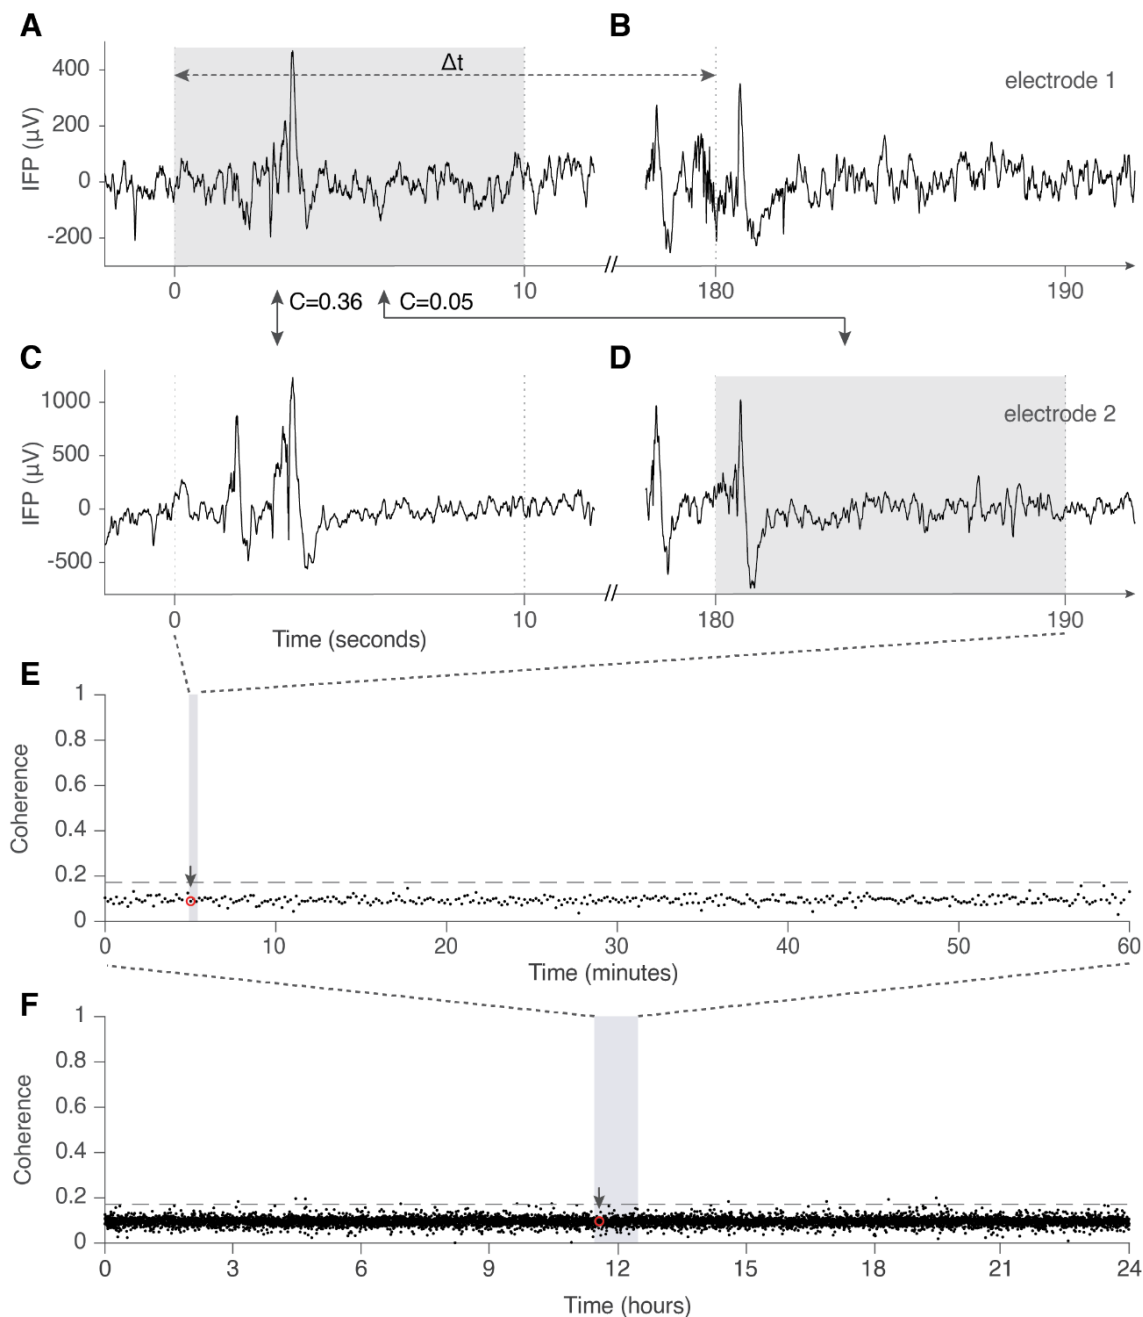 A
B
400
200
0
-200
IFP (µV)
Δt
electrode 1
//
0
10
180
190
C=0.36
C=0.05
C
D
1000
500
0
-500
IFP (µV)
electrode 2
//
0
10
180
190
Time (seconds)
E
1
0.8
0.6
0.4
0.2
0
Coherence
0
10
20
30
40
50
60
Time (minutes)
F
1
0.8
0.6
0.4
0.2
0
Coherence
0
3
6
9
12
15
18
21
24
Time (hours)